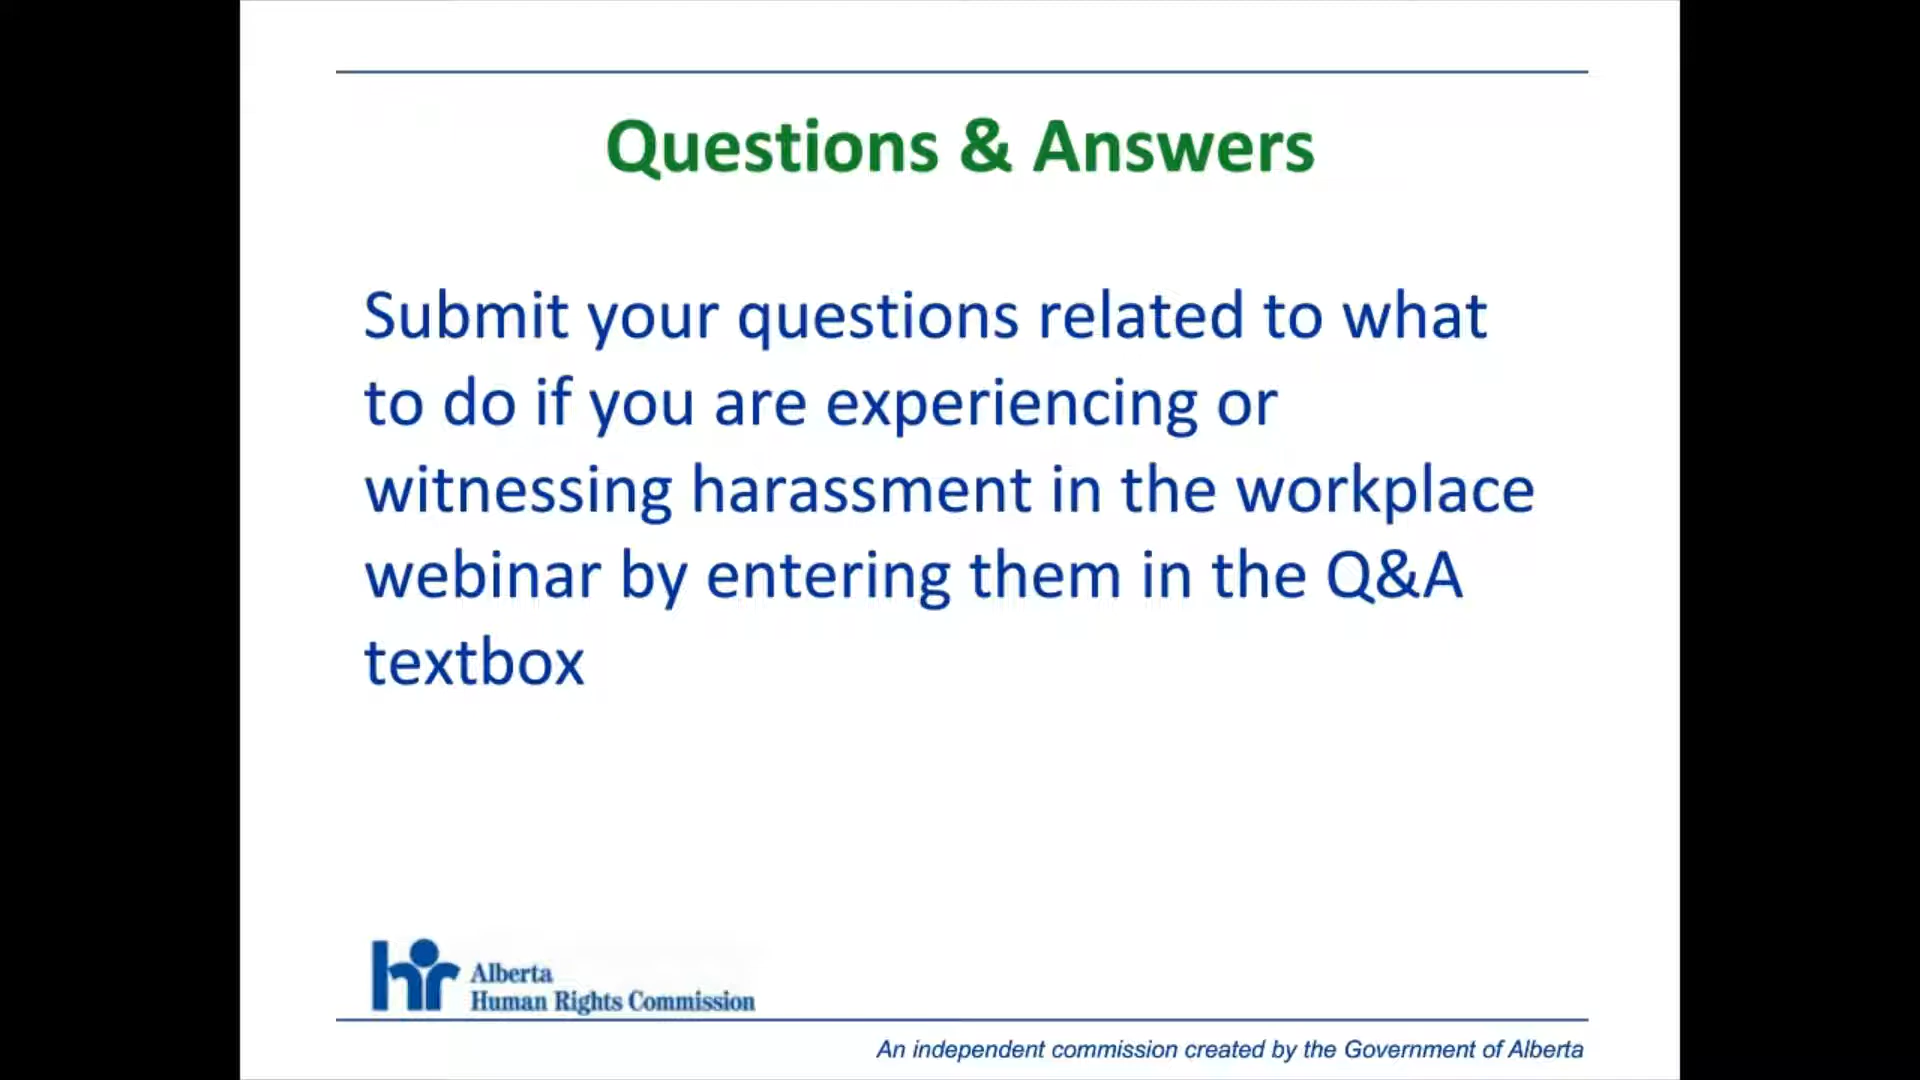 Questions & Answers
Submit your questions related to what
to do if you are experiencing or
witnessing harassment in the workplace
webinar by entering them in the Q&A
textbox
hr
Alberta
Human Rights Commission
An independent commission created by the Government of Alberta